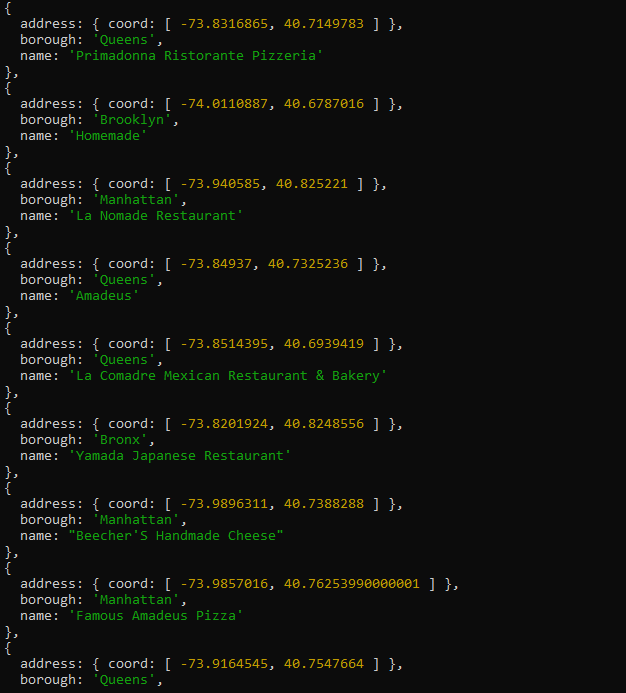 {
  address: { coord: [ -73.8316865, 40.7149783 ] },
  borough: 'Queens',
  name: 'Primadonna Ristorante Pizzeria'
},
{
  address: { coord: [ -74.0110887, 40.6787016 ] },
  borough: 'Brooklyn',
  name: 'Homemade'
},
{
  address: { coord: [ -73.940585, 40.825221 ] },
  borough: 'Manhattan',
  name: 'La Nomade Restaurant'
},
{
  address: { coord: [ -73.84937, 40.7325236 ] },
  borough: 'Queens',
  name: 'Amadeus'
},
{
  address: { coord: [ -73.8514395, 40.6939419 ] },
  borough: 'Queens',
  name: 'La Comadre Mexican Restaurant & Bakery'
},
{
  address: { coord: [ -73.8201924, 40.8248556 ] },
  borough: 'Bronx',
  name: 'Yamada Japanese Restaurant'
},
{
  address: { coord: [ -73.9896311, 40.7388288 ] },
  borough: 'Manhattan',
  name: "Beecher'S Handmade Cheese"
},
{
  address: { coord: [ -73.9857016, 40.76253990000001 ] },
  borough: 'Manhattan',
  name: 'Famous Amadeus Pizza'
},
{
  address: { coord: [ -73.9164545, 40.7547664 ] },
  borough: 'Queens',